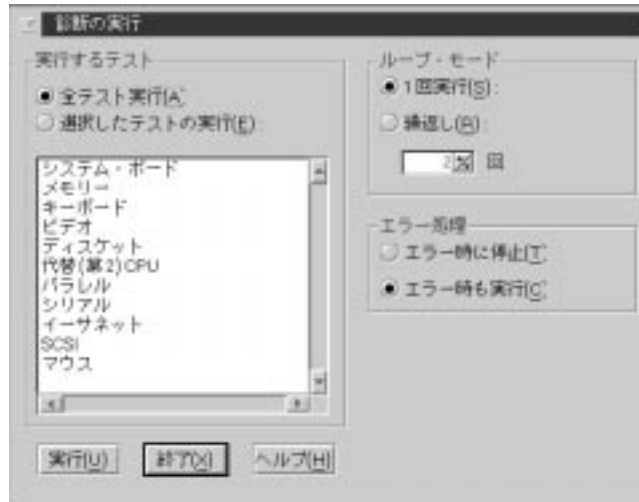 診断の実行
実行するテスト
全テスト実行(A)
選択したテストの実行(E):
システム・ボード
メモリー
キーボード
ビデオ
ディスケット
代替(第2)CPU
パラレル
シリアル
イーサネット
SCSI
マウス
ループ・モード
1回実行(S):
繰返し(R):
2 回
エラー処理
エラー時に停止(T)
エラー時も実行(C)
実行(U)
終了(X)
ヘルプ(H)